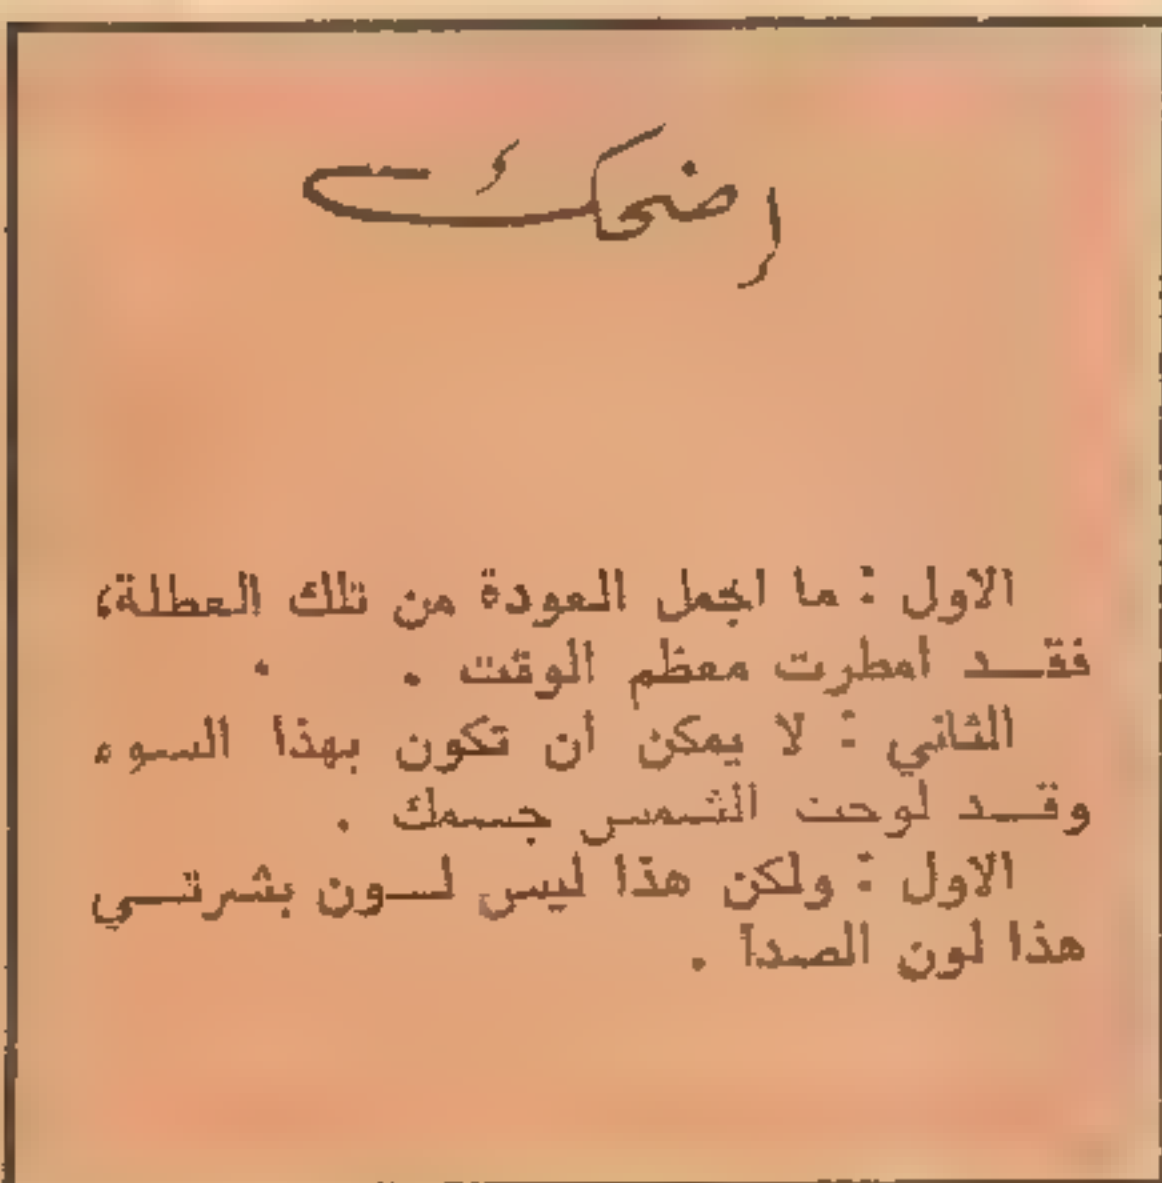 اضحك
الاول : ما اجمل العودة من تلك العطلة،
فقــد امطرت معظم الوقت .
الثاني : لا يمكن ان تكون بهذا السوء
وقــد لوحت الشمس جسمك .
الاول : ولكن هذا ليس لــون بشرتــي
هذا لون الصدأ .